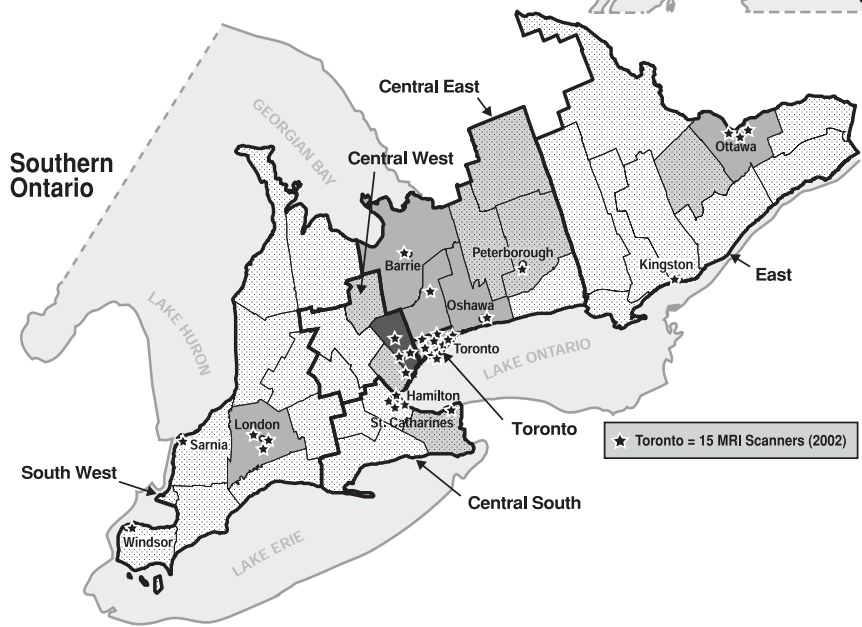 Central East
GEORGIAN BAY
Central West
Southern
Ontario
Ottawa
Barrie
Peterborough
Kingston
East
Oshawa
LAKE HURON
Toronto
LAKE ONTARIO
Hamilton
London
St. Catharines
Toronto
Sarnia
Toronto = 15 MRI Scanners (2002)
South West
Central South
Windsor
LAKE ERIE